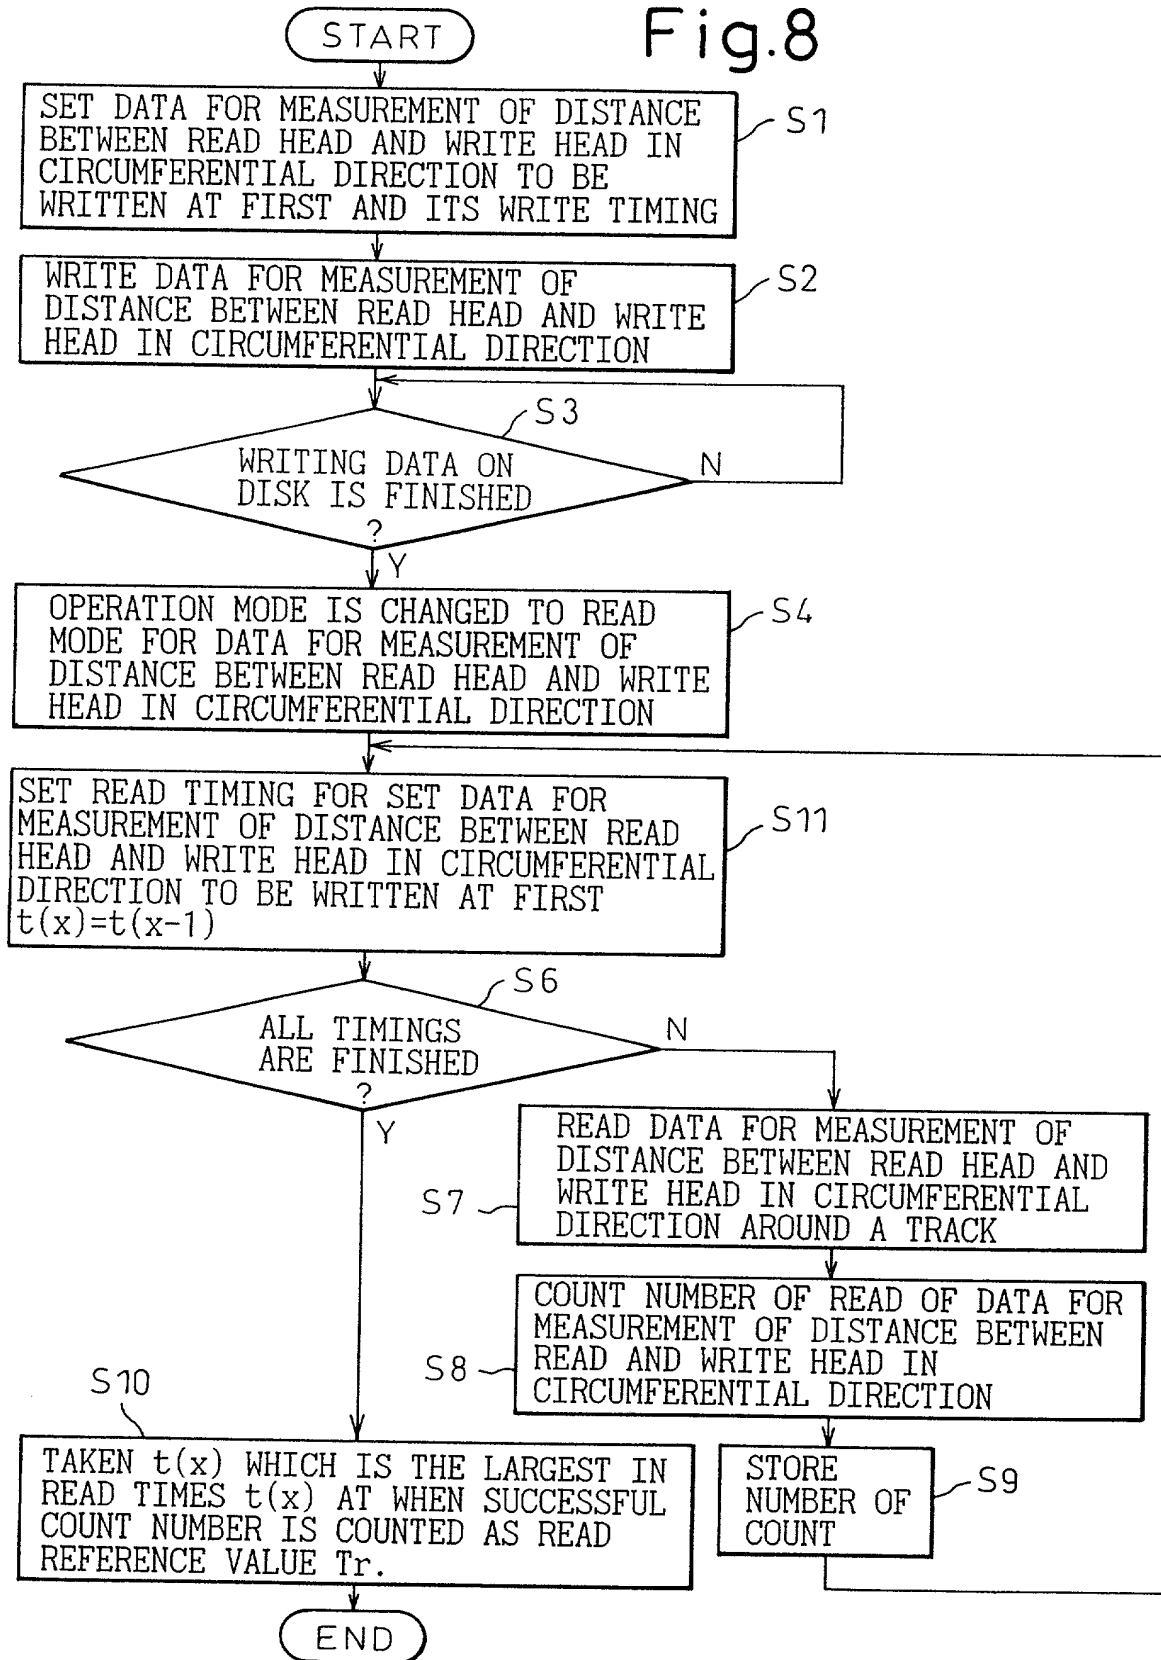 START
Fig.8
SET DATA FOR MEASUREMENT OF DISTANCE
BETWEEN READ HEAD AND WRITE HEAD IN
CIRCUMFERENTIAL DIRECTION TO BE
WRITTEN AT FIRST AND ITS WRITE TIMING
S1
WRITE DATA FOR MEASUREMENT OF
DISTANCE BETWEEN READ HEAD AND WRITE
HEAD IN CIRCUMFERENTIAL DIRECTION
S2
S3
WRITING DATA ON
DISK IS FINISHED
?
N
Y
OPERATION MODE IS CHANGED TO READ
MODE FOR DATA FOR MEASUREMENT OF
DISTANCE BETWEEN READ HEAD AND WRITE
HEAD IN CIRCUMFERENTIAL DIRECTION
S4
SET READ TIMING FOR SET DATA FOR
MEASUREMENT OF DISTANCE BETWEEN READ
HEAD AND WRITE HEAD IN CIRCUMFERENTIAL
DIRECTION TO BE WRITTEN AT FIRST
t(x)=t(x-1)
S11
S6
ALL TIMINGS
ARE FINISHED
?
N
Y
READ DATA FOR MEASUREMENT OF
DISTANCE BETWEEN READ HEAD AND
WRITE HEAD IN CIRCUMFERENTIAL
DIRECTION AROUND A TRACK
S7
COUNT NUMBER OF READ OF DATA FOR
MEASUREMENT OF DISTANCE BETWEEN
READ AND WRITE HEAD IN
CIRCUMFERENTIAL DIRECTION
S8
S10
TAKEN t(x) WHICH IS THE LARGEST IN
READ TIMES t(x) AT WHEN SUCCESSFUL
COUNT NUMBER IS COUNTED AS READ
REFERENCE VALUE Tr.
STORE
NUMBER OF
COUNT
S9
END